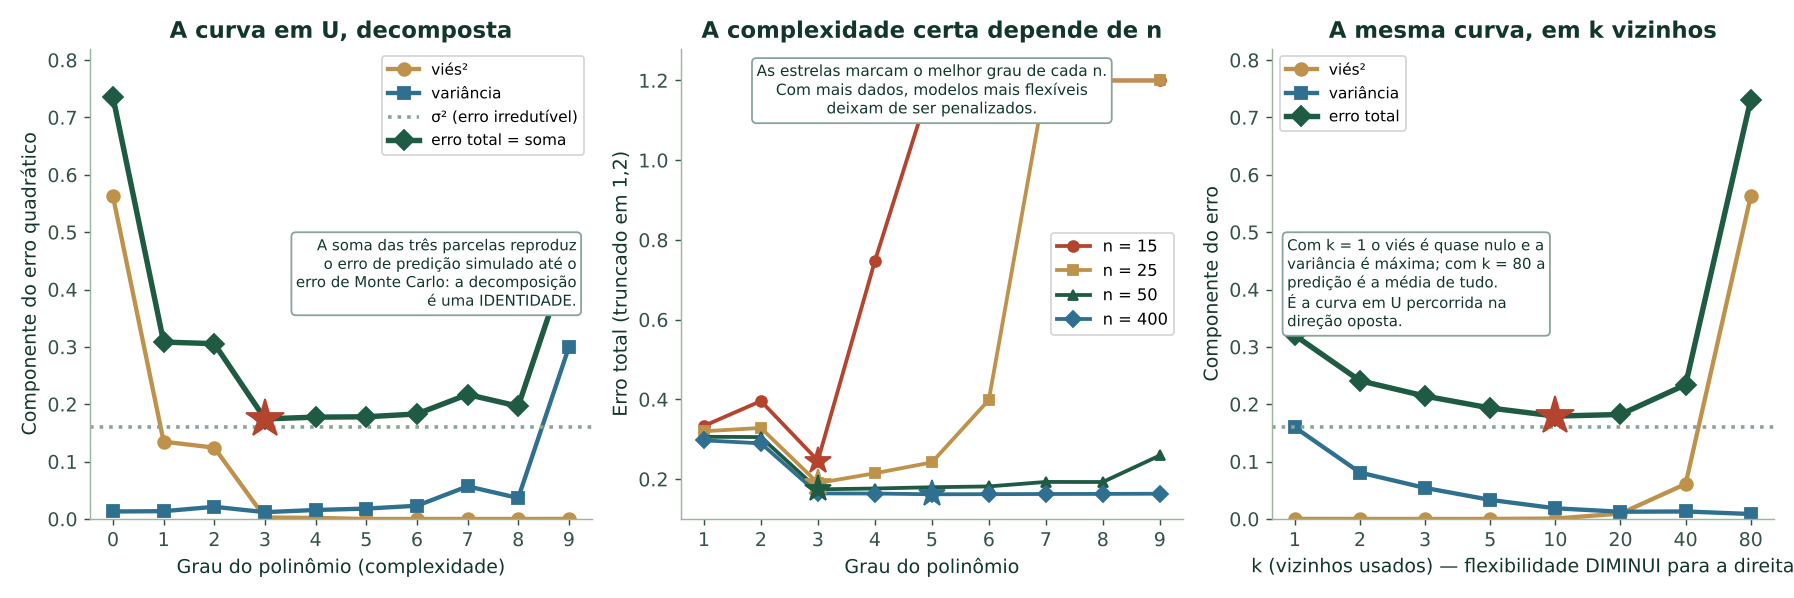 A curva em U, decomposta
Componente do erro quadrático
0.8
0.7
0.6
0.5
0.4
0.3
0.2
0.1
0.0
viés²
variância
σ² (erro irredutível)
erro total = soma
A soma das três parcelas reproduz
o erro de predição simulado até o
erro de Monte Carlo: a decomposição
é uma IDENTIDADE.
0 1 2 3 4 5 6 7 8 9
Grau do polinômio (complexidade)
A complexidade certa depende de n
Erro total (truncado em 1,2)
1.2
1.0
0.8
0.6
0.4
0.2
As estrelas marcam o melhor grau de cada n.
Com mais dados, modelos mais flexíveis
deixam de ser penalizados.
n = 15
n = 25
n = 50
n = 400
1 2 3 4 5 6 7 8 9
Grau do polinômio
A mesma curva, em k vizinhos
Componente do erro
0.8
0.7
0.6
0.5
0.4
0.3
0.2
0.1
0.0
viés²
variância
erro total
Com k = 1 o viés é quase nulo e a
variância é máxima; com k = 80 a
predição é a média de tudo.
É a curva em U percorrida na
direção oposta.
1 2 3 5 10 20 40 80
k (vizinhos usados) — flexibilidade DIMINUI para a direita